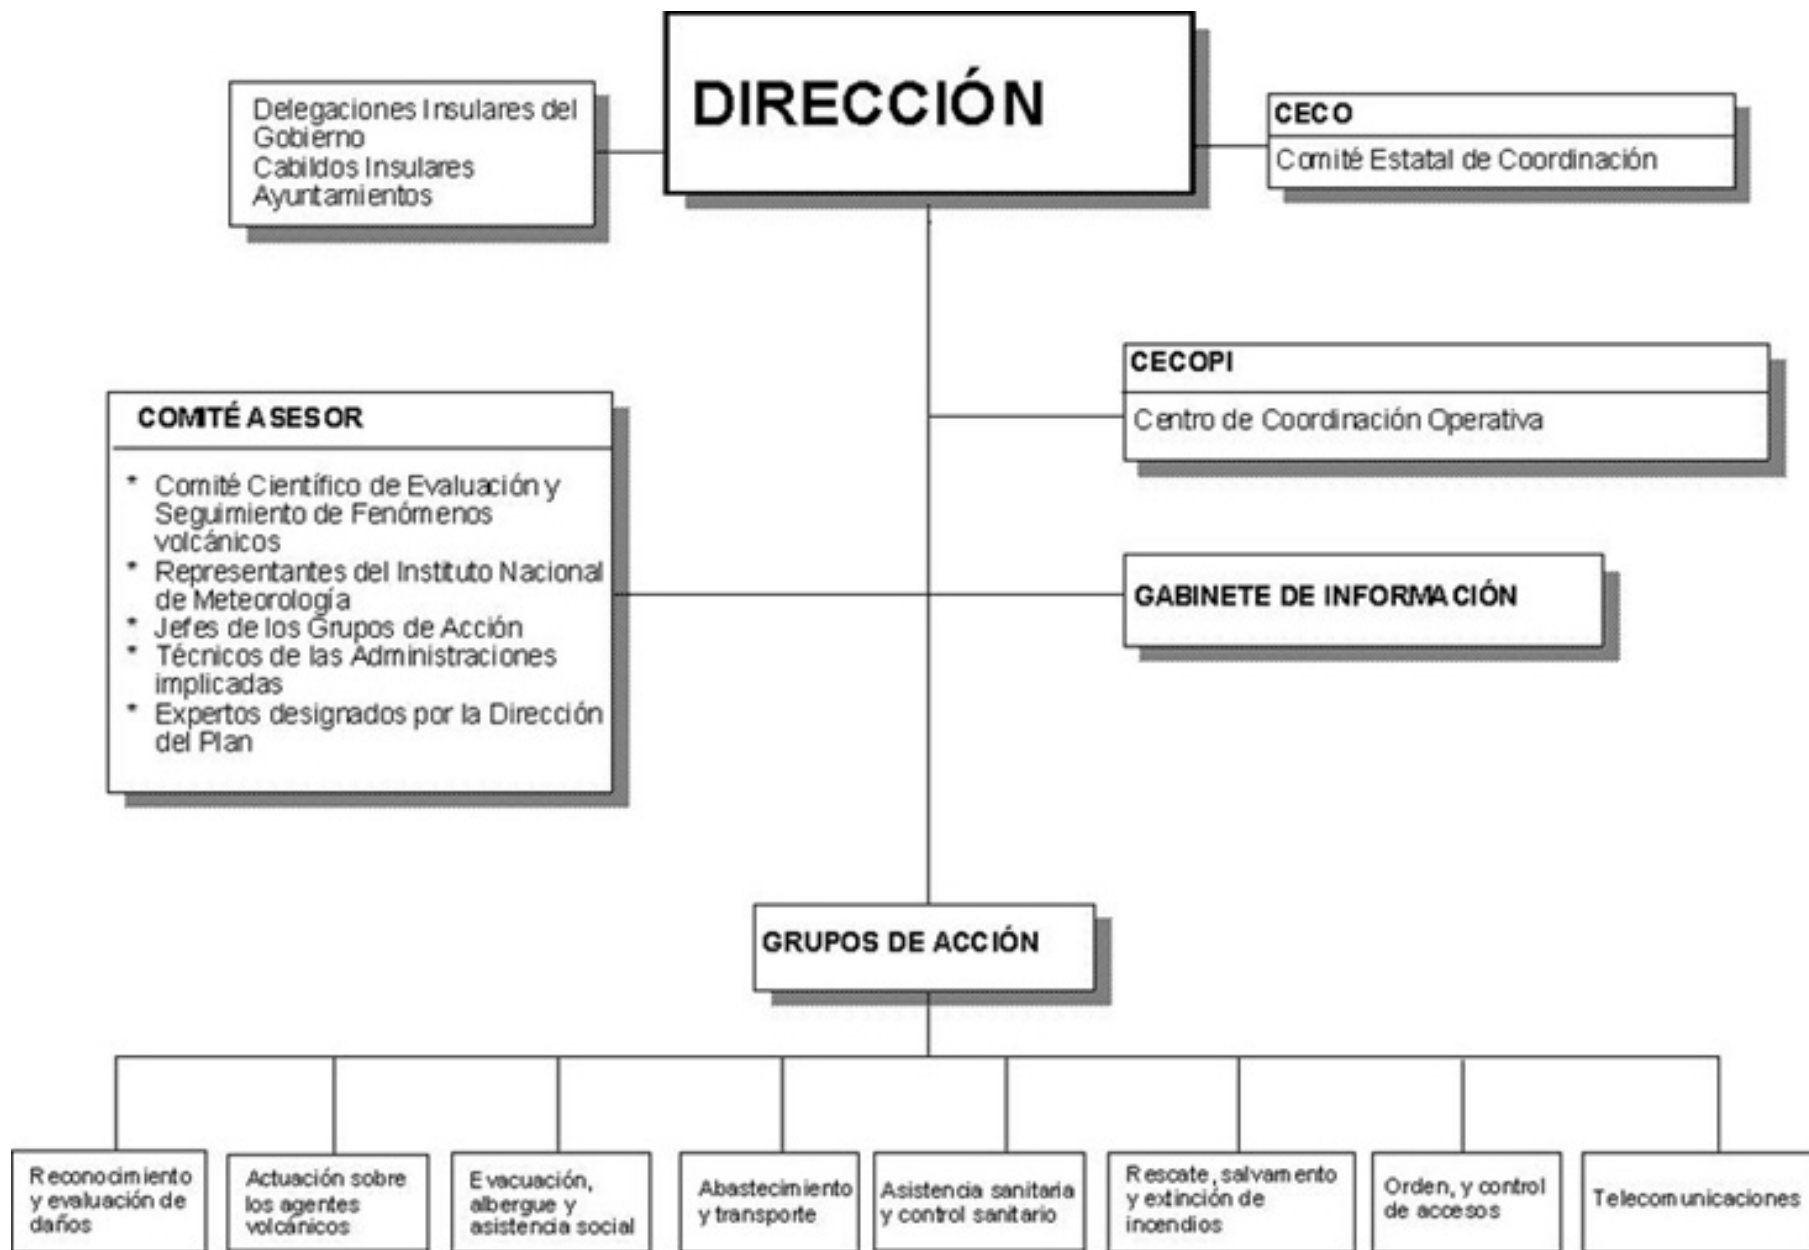 DIRECCIÓN
Delegaciones Insulares del
Gobierno
Cabildos Insulares
Ayuntamientos
CECO
Comité Estatal de Coordinación
CECOPI
Centro de Coordinación Operativa
COMITÉ ASESOR
* Comité Científico de Evaluación y
Seguimiento de Fenómenos
volcánicos
* Representantes del Instituto Nacional
de Meteorología
* Jefes de los Grupos de Acción
* Técnicos de las Administraciones
implicadas
* Expertos designados por la Dirección
del Plan
GABINETE DE INFORMACIÓN
GRUPOS DE ACCIÓN
Reconocimiento
y evaluación de
daños
Actuación sobre
los agentes
volcánicos
Evacuación,
albergue y
asistencia social
Abastecimiento
y transporte
Asistencia sanitaria
y control sanitario
Rescate, salvamento
y extinción de
incendios
Orden, y control
de accesos
Telecomunicaciones